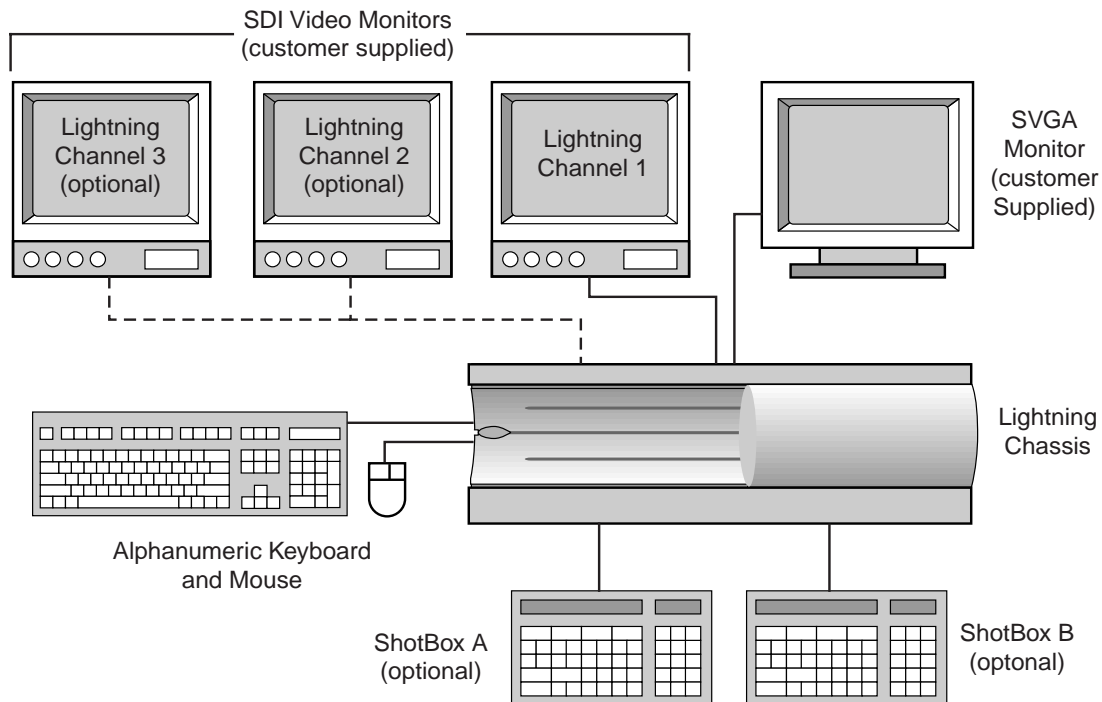 SDI Video Monitors
(customer supplied)
Lightning
Channel 3
(optional)
Lightning
Channel 2
(optional)
Lightning
Channel 1
SVGA
Monitor
(customer
Supplied)
Lightning
Chassis
Alphanumeric Keyboard
and Mouse
ShotBox A
(optional)
ShotBox B
(optonal)